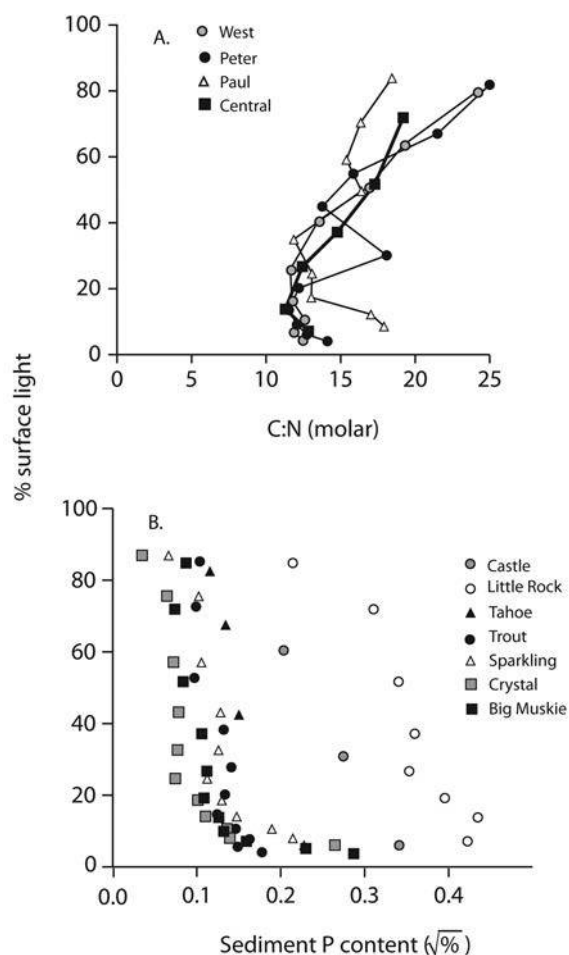 100
A.
West
Peter
Paul
Central
80
60
40
20
0
0 5 10 15 20 25
C:N (molar)
% surface light
100
B.
Castle
Little Rock
Tahoe
Trout
Sparkling
Crystal
Big Muskie
80
60
40
20
0
0.0 0.1 0.2 0.3 0.4
Sediment P content (√%)